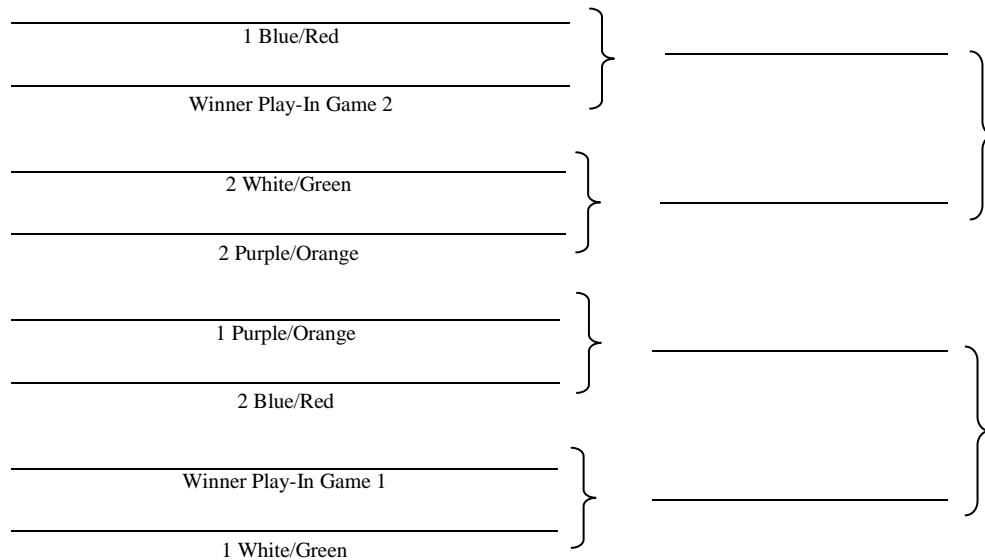 1 Blue/Red
Winner Play-In Game 2
2 White/Green
2 Purple/Orange
1 Purple/Orange
2 Blue/Red
Winner Play-In Game 1
1 White/Green